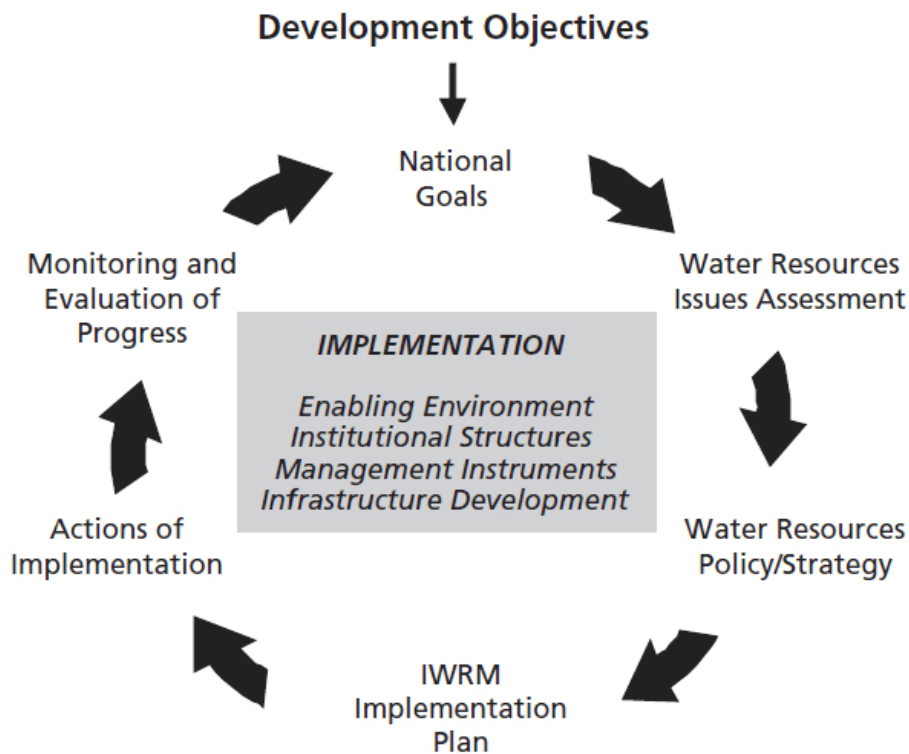 Development Objectives
National
Goals
Water Resources
Issues Assessment
Water Resources
Policy/Strategy
IWRM
Implementation
Plan
Actions of
Implementation
Monitoring and
Evaluation of
Progress
IMPLEMENTATION
Enabling Environment
Institutional Structures
Management Instruments
Infrastructure Development